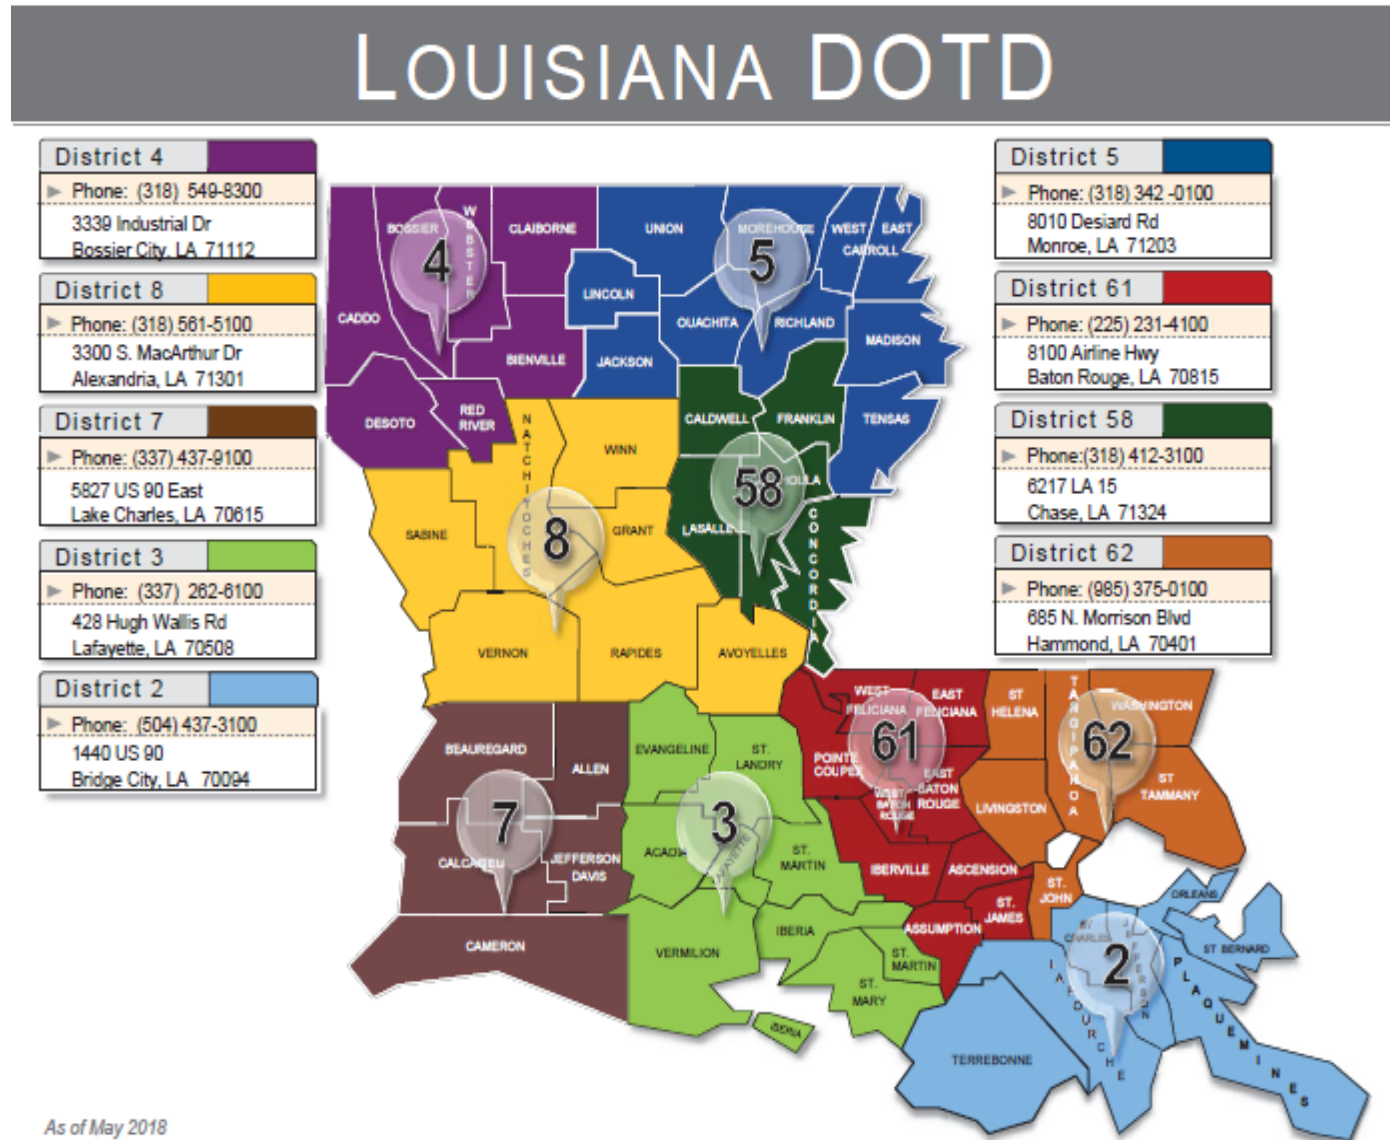 LOUISIANA DOTD
District 4
Phone: (318) 549-8300
3339 Industrial Dr
Bossier City, LA 71112
District 8
Phone: (318) 561-5100
3300 S. MacArthur Dr
Alexandria, LA 71301
District 7
Phone: (337) 437-9100
5827 US 90 East
Lake Charles, LA 70615
District 3
Phone: (337) 262-6100
428 Hugh Wallis Rd
Lafayette, LA 70508
District 2
Phone: (504) 437-3100
1440 US 90
Bridge City, LA 70094
District 5
Phone: (318) 342 -0100
8010 Desiard Rd
Monroe, LA 71203
District 61
Phone: (225) 231-4100
8100 Airline Hwy
Baton Rouge, LA 70815
District 58
Phone:(318) 412-3100
6217 LA 15
Chase, LA 71324
District 62
Phone: (985) 375-0100
685 N. Morrison Blvd
Hammond, LA 70401
BOSSIER
WEBSTER
CLAIBORNE
4
CADDO
BIENVILLE
DESOTO
RED
RIVER
UNION
MOREHOUSE
WEST
EAST
CARROLL
5
LINCOLN
OUACHITA
RICHLAND
MADISON
JACKSON
TENSAS
CALDWELL
FRANKLIN
58
LASALLE
CONCORDIA
NATCHITOCHES
WINN
SABINE
GRANT
8
VERNON
RAPIDES
AVOYELLES
BEAUREGARD
ALLEN
7
CALCASIEU
JEFFERSON
DAVIS
CAMERON
EVANGELINE
ST.
LANDRY
3
ACADIA
LAFAYETTE
ST.
MARTIN
VERMILION
IBERIA
ST.
MARTIN
ST.
MARY
IBERIA
WEST
FELICIANA
EAST
FELICIANA
61
POINTE
COUPEE
WEST
BATON
ROUGE
EAST
BATON
ROUGE
IBERVILLE
ASCENSION
ST.
JAMES
ASSUMPTION
ST
HELENA
TANGIPAHOA
WASHINGTON
62
LIVINGSTON
ST
TAMMANY
ST.
JOHN
ORLEANS
ST
CHARLES
JEFFERSON
ST BERNARD
2
LAFOURCHE
PLAQUEMINES
TERREBONNE
As of May 2018